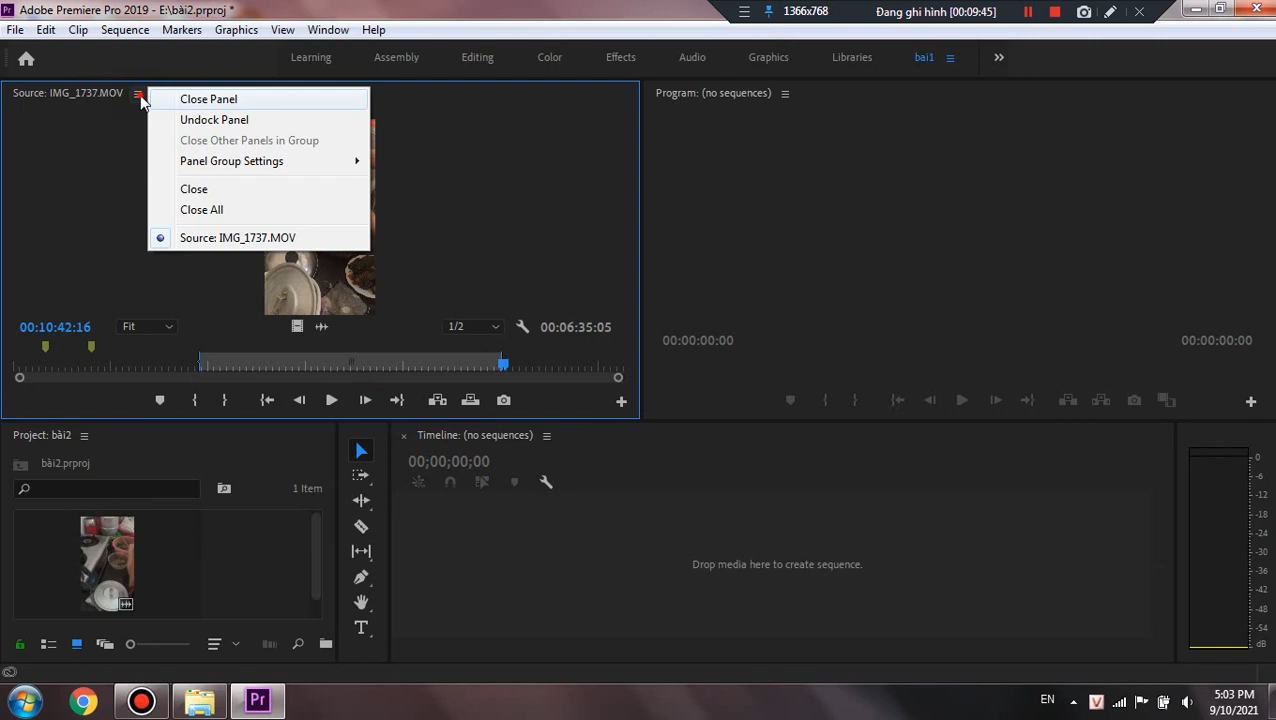 Adobe Premiere Pro 2019 - E:\bài2.prproj *
1366x768
Đang ghi hình [00:09:45]
File Edit Clip Sequence Markers Graphics View Window Help
Learning Assembly Editing Color Effects Audio Graphics Libraries bai1
Source: IMG_1737.MOV
Program: (no sequences)
Close Panel
Undock Panel
Close Other Panels in Group
Panel Group Settings
Close
Close All
Source: IMG_1737.MOV
00:10:42:16
Fit
1/2
00:06:35:05
00:00:00:00
00:00:00:00
Project: bài2
bài2.prproj
1 Item
Timeline: (no sequences)
00;00;00;00
Drop media here to create sequence.
0
-6
-12
-18
-24
-30
-36
-42
-48
-54
dB
Pr
EN
5:03 PM
9/10/2021